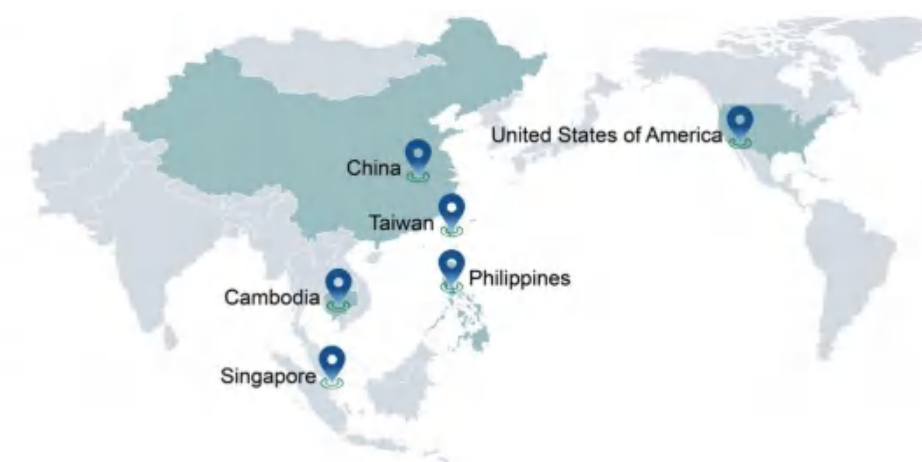 United States of America
China
Taiwan
Philippines
Cambodia
Singapore